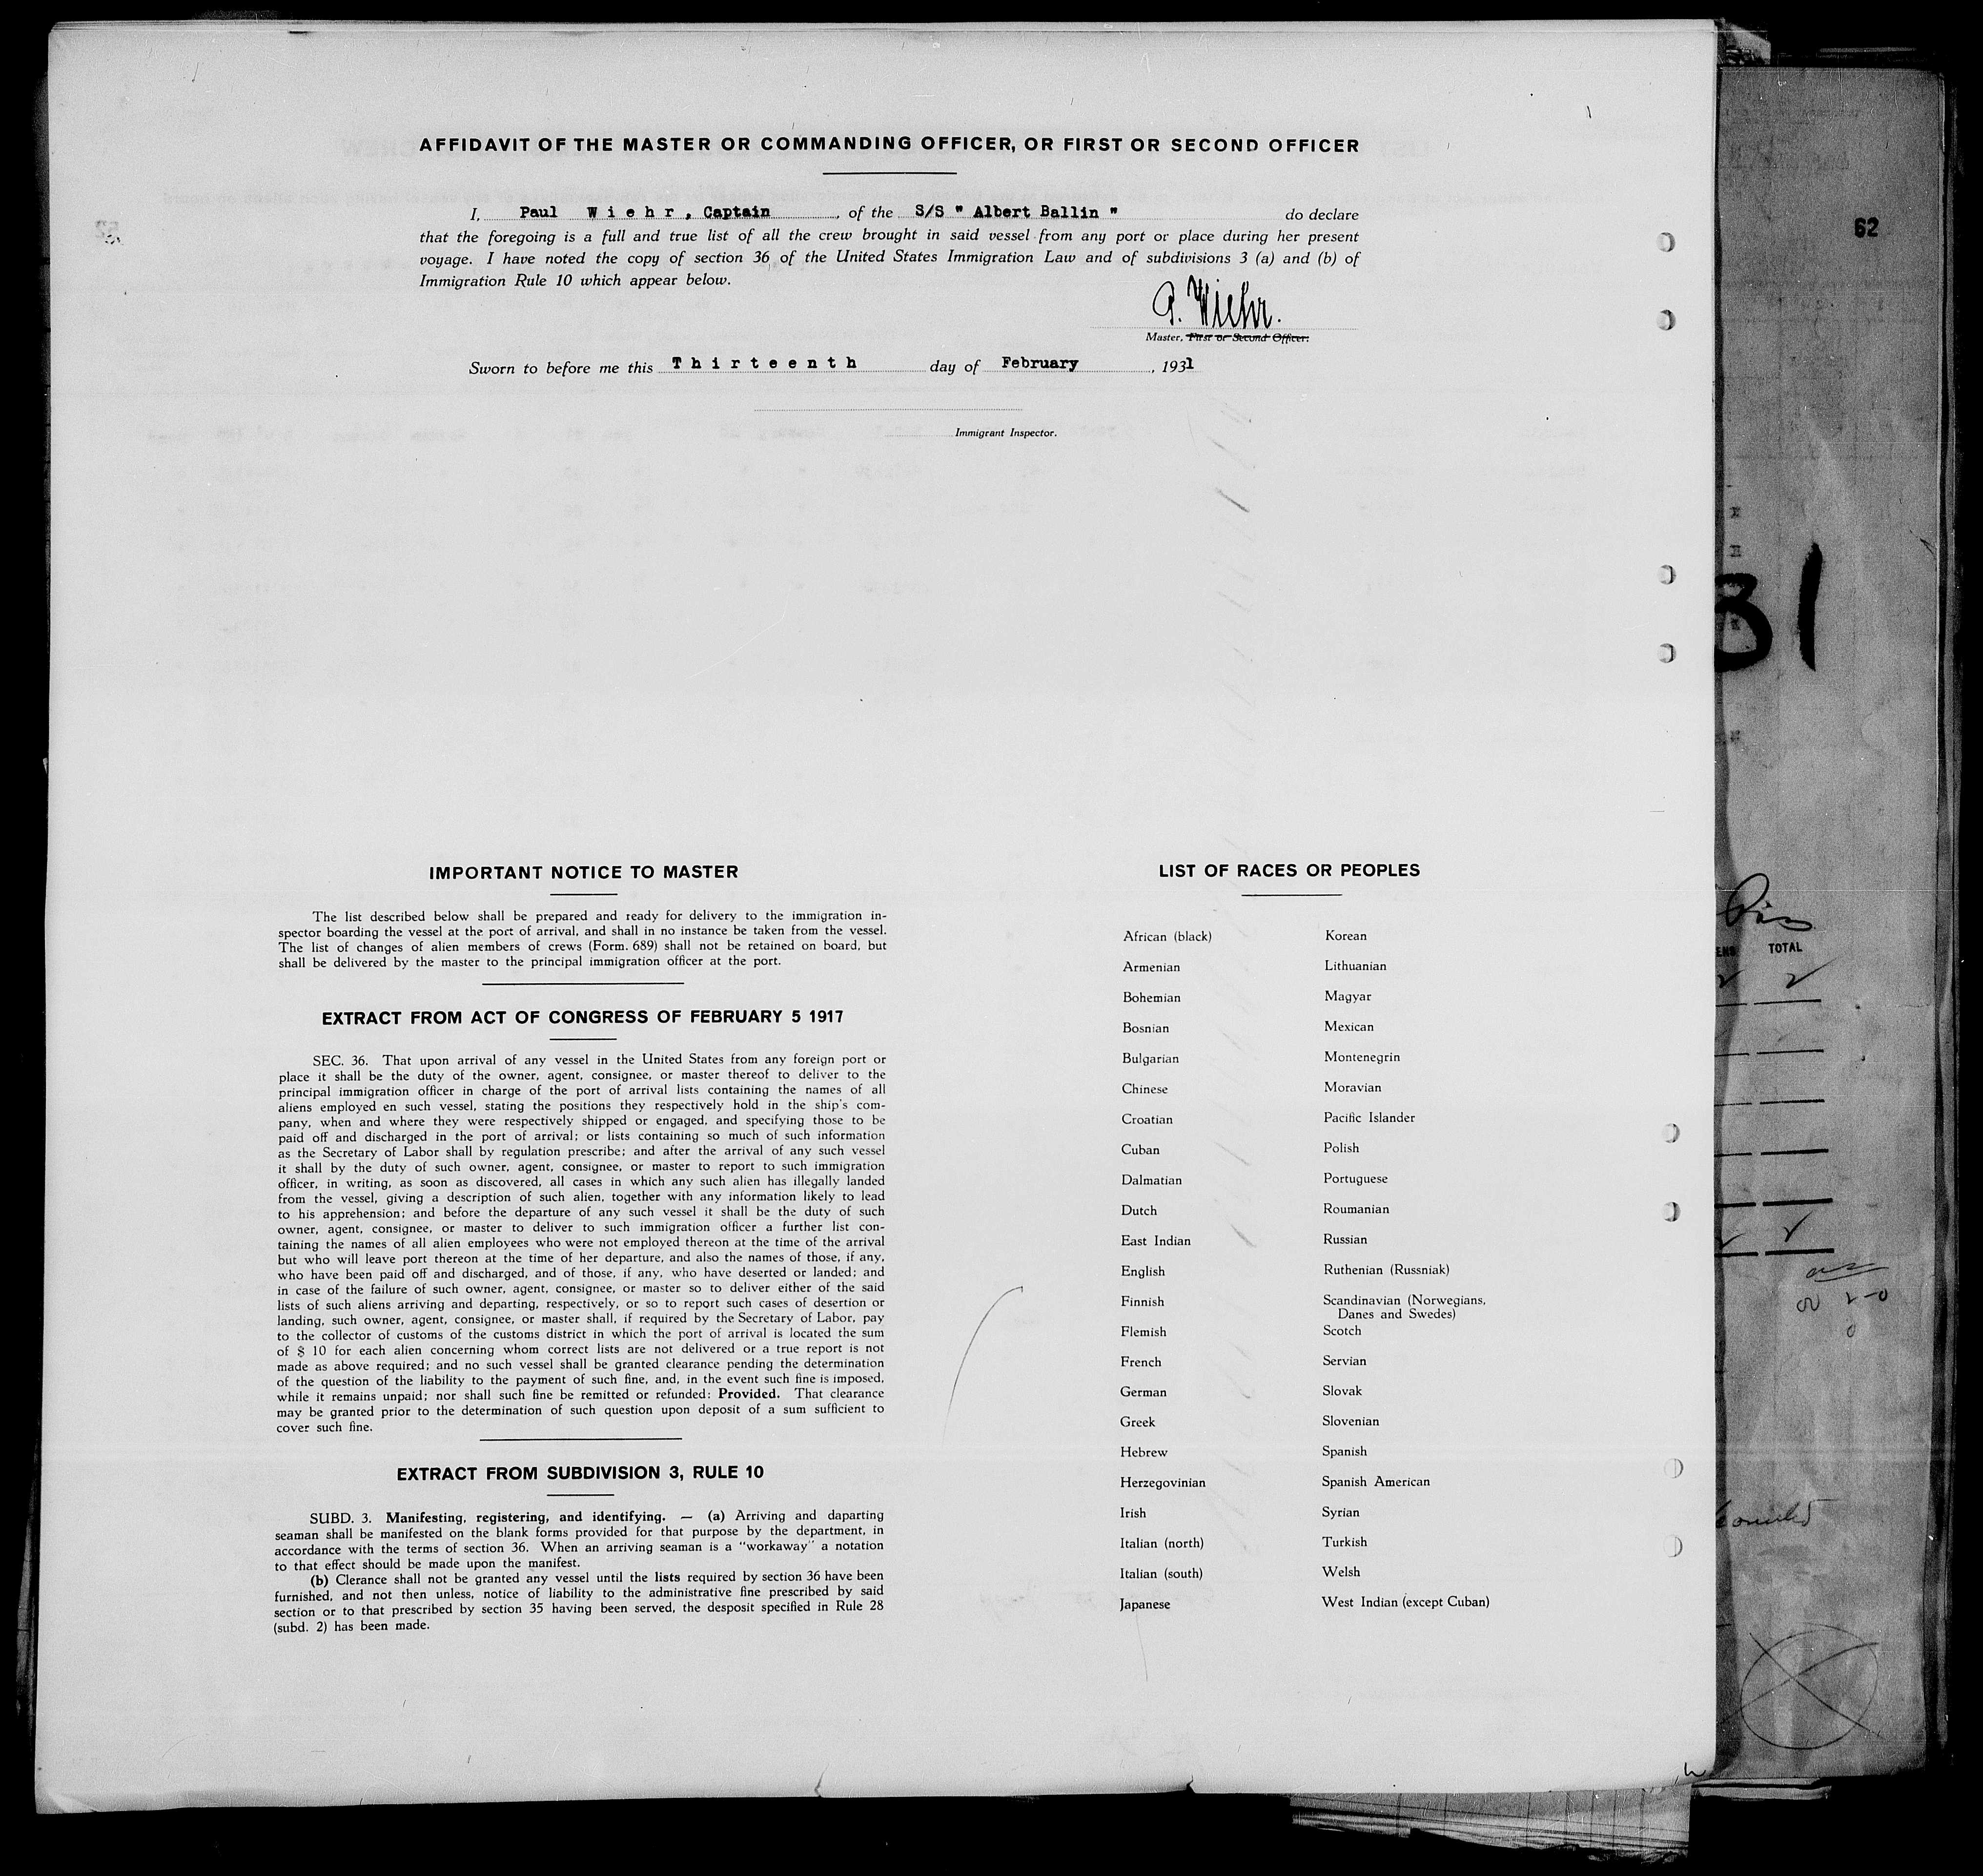 AFFIDAVIT OF THE MASTER OR COMMANDING OFFICER, OR FIRST OR SECOND OFFICER
I, Paul W i e h r , Captain , of the S/S " Albert Ballin " do declare
that the foregoing is a full and true list of all the crew brought in said vessel from any port or place during her present
voyage. I have noted the copy of section 36 of the United States Immigration Law and of subdivisions 3 (a) and (b) of
Immigration Rule 10 which appear below.
P. Wiehr.
Master, First or Second Officer.
Sworn to before me this T h i r t e e n t h day of February , 1931
Immigrant Inspector.
IMPORTANT NOTICE TO MASTER
The list described below shall be prepared and ready for delivery to the immigration in-
spector boarding the vessel at the port of arrival, and shall in no instance be taken from the vessel.
The list of changes of alien members of crews (Form. 689) shall not be retained on board, but
shall be delivered by the master to the principal immigration officer at the port.
EXTRACT FROM ACT OF CONGRESS OF FEBRUARY 5 1917
SEC. 36. That upon arrival of any vessel in the United States from any foreign port or
place it shall be the duty of the owner, agent, consignee, or master thereof to deliver to the
principal immigration officer in charge of the port of arrival lists containing the names of all
aliens employed en such vessel, stating the positions they respectively hold in the ship's com-
pany, when and where they were respectively shipped or engaged, and specifying those to be
paid off and discharged in the port of arrival; or lists containing so much of such information
as the Secretary of Labor shall by regulation prescribe; and after the arrival of any such vessel
it shall by the duty of such owner, agent, consignee, or master to report to such immigration
officer, in writing, as soon as discovered, all cases in which any such alien has illegally landed
from the vessel, giving a description of such alien, together with any information likely to lead
to his apprehension; and before the departure of any such vessel it shall be the duty of such
owner, agent, consignee, or master to deliver to such immigration officer a further list con-
taining the names of all alien employees who were not employed thereon at the time of the arrival
but who will leave port thereon at the time of her departure, and also the names of those, if any,
who have been paid off and discharged, and of those, if any, who have deserted or landed; and
in case of the failure of such owner, agent, consignee, or master so to deliver either of the said
lists of such aliens arriving and departing, respectively, or so to report such cases of desertion or
landing, such owner, agent, consignee, or master shall, if required by the Secretary of Labor, pay
to the collector of customs of the customs district in which the port of arrival is located the sum
of $ 10 for each alien concerning whom correct lists are not delivered or a true report is not
made as above required; and no such vessel shall be granted clearance pending the determination
of the question of the liability to the payment of such fine, and, in the event such fine is imposed,
while it remains unpaid; nor shall such fine be remitted or refunded: Provided. That clearance
may be granted prior to the determination of such question upon deposit of a sum sufficient to
cover such fine.
EXTRACT FROM SUBDIVISION 3, RULE 10
SUBD. 3. Manifesting, registering, and identifying. — (a) Arriving and daparting
seaman shall be manifested on the blank forms provided for that purpose by the department, in
accordance with the terms of section 36. When an arriving seaman is a "workaway" a notation
to that effect should be made upon the manifest.
(b) Clerance shall not be granted any vessel until the lists required by section 36 have been
furnished, and not then unless, notice of liability to the administrative fine prescribed by said
section or to that prescribed by section 35 having been served, the desposit specified in Rule 28
(subd. 2) has been made.
LIST OF RACES OR PEOPLES
African (black)
Armenian
Bohemian
Bosnian
Bulgarian
Chinese
Croatian
Cuban
Dalmatian
Dutch
East Indian
English
Finnish
Flemish
French
German
Greek
Hebrew
Herzegovinian
Irish
Italian (north)
Italian (south)
Japanese
Korean
Lithuanian
Magyar
Mexican
Montenegrin
Moravian
Pacific Islander
Polish
Portuguese
Roumanian
Russian
Ruthenian (Russniak)
Scandinavian (Norwegians,
Danes and Swedes)
Scotch
Servian
Slovak
Slovenian
Spanish
Spanish American
Syrian
Turkish
Welsh
West Indian (except Cuban)
62
31
TOTAL